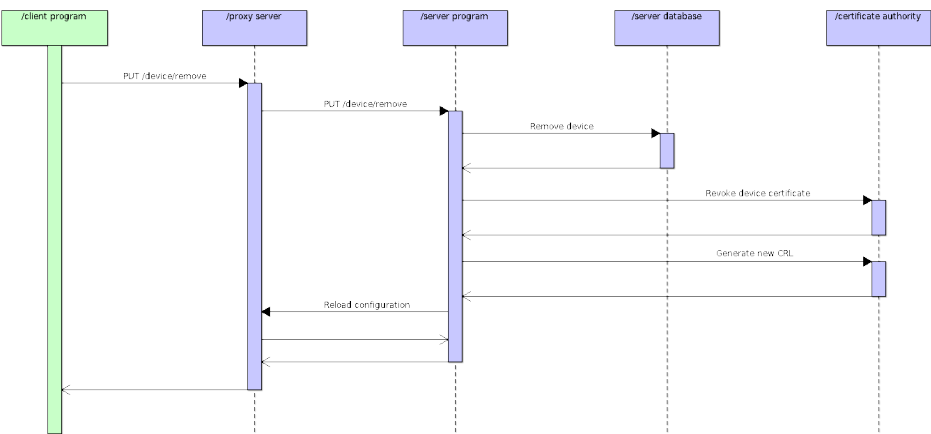 /client program
/proxy server
/server program
/server database
/certificate authority
PUT /device/remove
PUT /device/remove
Remove device
Revoke device certificate
Generate new CRL
Reload configuration